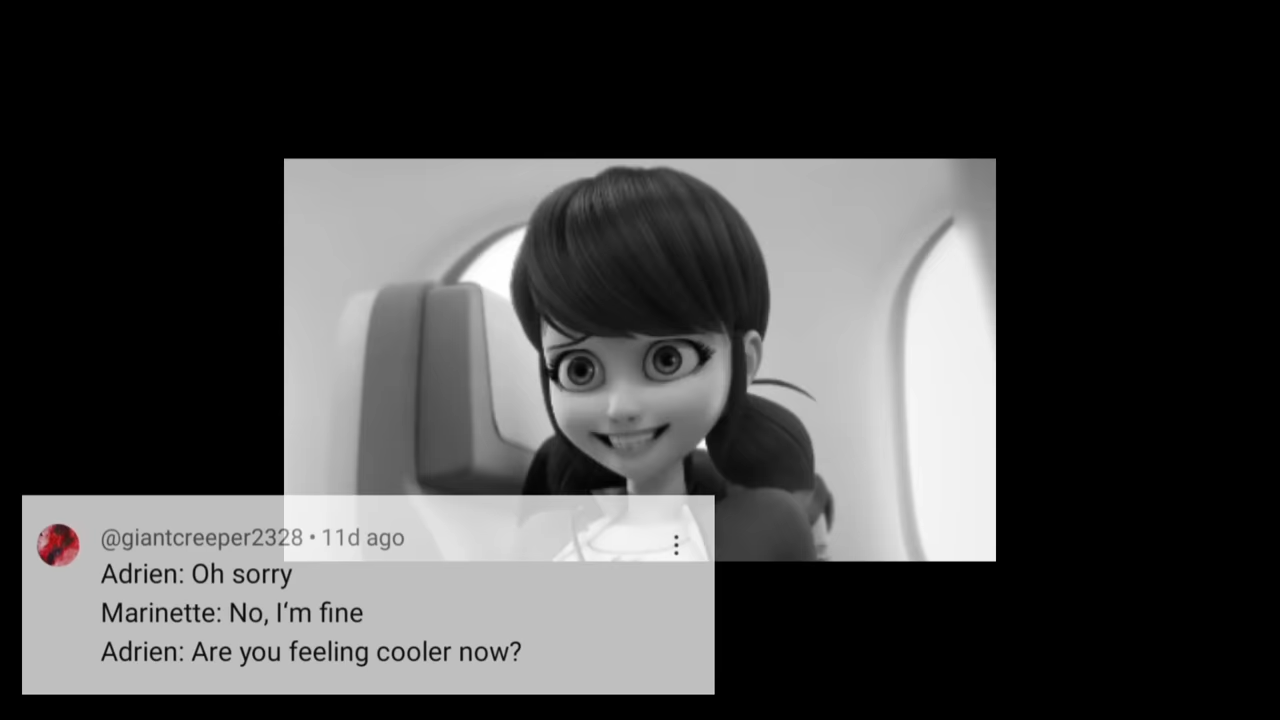 @giantcreeper2328 • 11d ago
Adrien: Oh sorry
Marinette: No, I‘m fine
Adrien: Are you feeling cooler now?